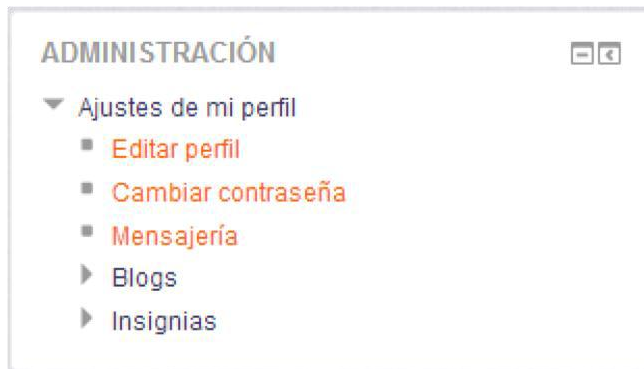 ADMINISTRACIÓN
Ajustes de mi perfil
Editar perfil
Cambiar contraseña
Mensajería
Blogs
Insignias